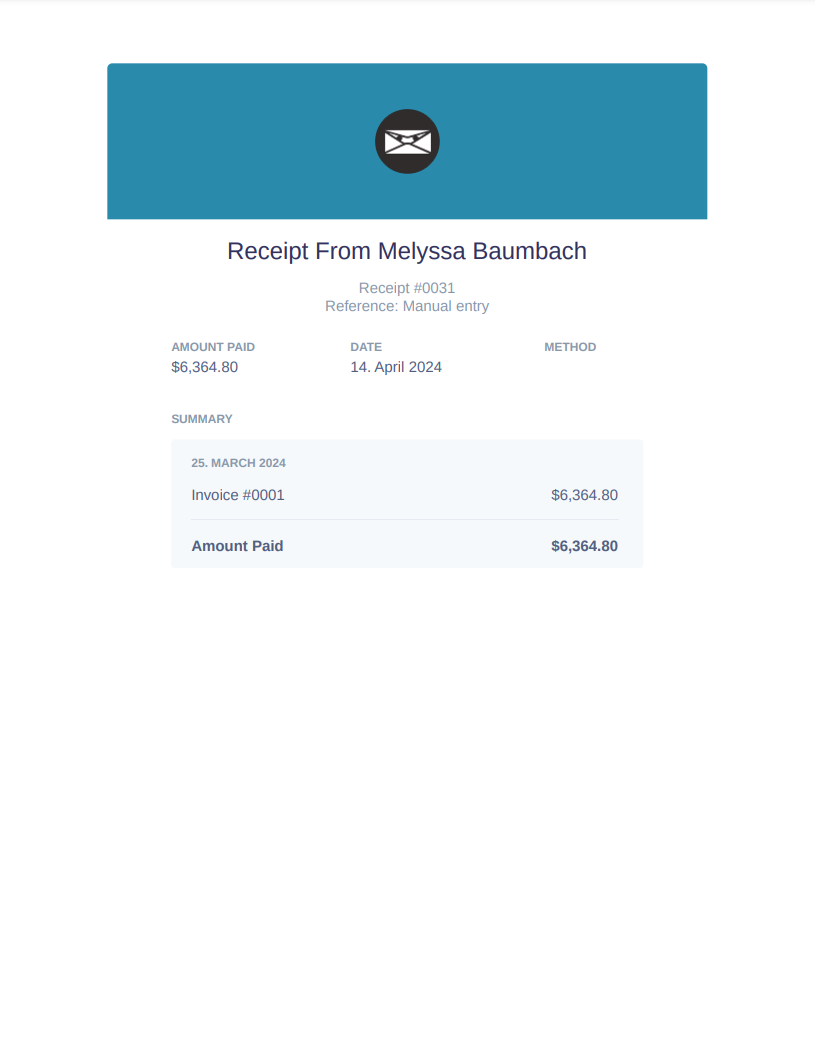 Receipt From Melyssa Baumbach
Receipt #0031
Reference: Manual entry
AMOUNT PAID DATE METHOD
$6,364.80 14. April 2024
SUMMARY
25. MARCH 2024
Invoice #0001 $6,364.80
Amount Paid $6,364.80